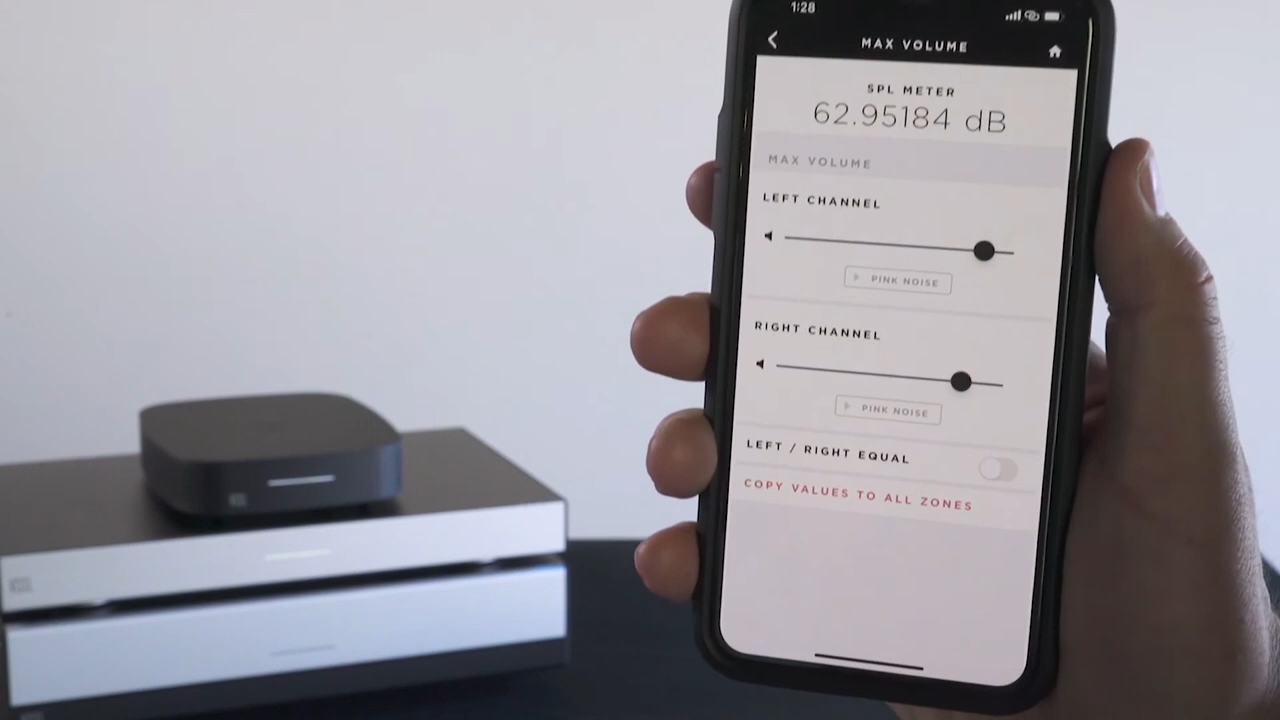 1:28
MAX VOLUME
SPL METER
62.95184 dB
MAX VOLUME
LEFT CHANNEL
PINK NOISE
RIGHT CHANNEL
PINK NOISE
LEFT / RIGHT EQUAL
COPY VALUES TO ALL ZONES